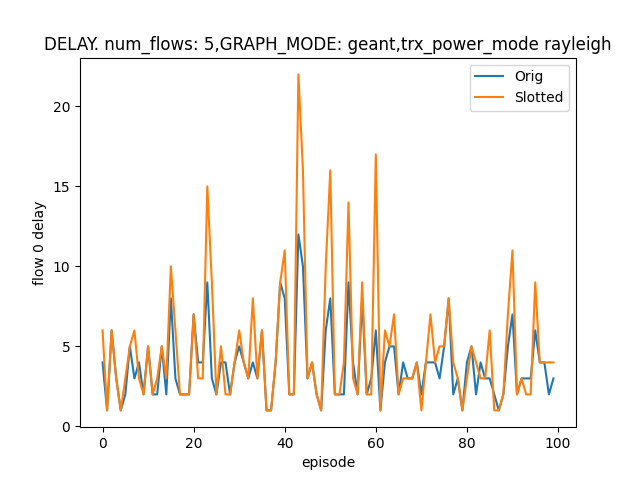 DELAY. num_flows: 5,GRAPH_MODE: geant,trx_power_mode rayleigh
Orig
Slotted
flow 0 delay
20
15
10
5
0
0 20 40 60 80 100
episode